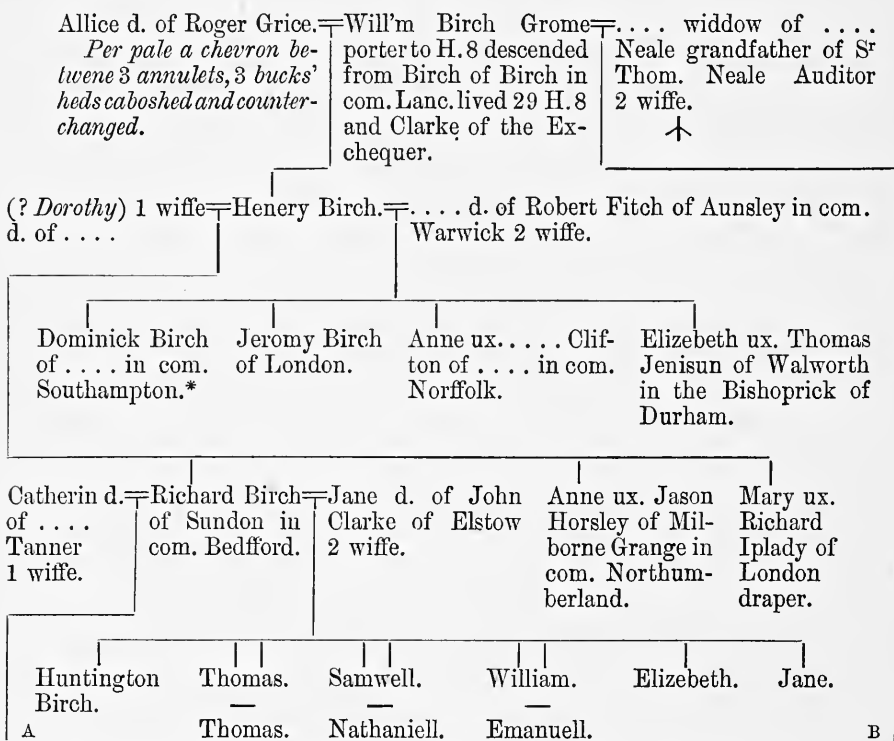 Allice d. of Roger Grice.
Per pale a chevron be-
twene 3 annulets, 3 bucks'
heds caboshed and counter-
changed.
Will'm Birch Grome
porter to H. 8 descended
from Birch of Birch in
com. Lanc. lived 29 H. 8
and Clarke of the Ex-
chequer.
. . . . widdow of . . . .
Neale grandfather of Sr
Thom. Neale Auditor
2 wiffe.
(? Dorothy) 1 wiffe
d. of . . . .
Henery Birch.
. . . . d. of Robert Fitch of Aunsley in com.
Warwick 2 wiffe.
Dominick Birch
of . . . . in com.
Southampton.*
Jeromy Birch
of London.
Anne ux. . . . . Clif-
ton of . . . . in com.
Norffolk.
Elizebeth ux. Thomas
Jenisun of Walworth
in the Bishoprick of
Durham.
Catherin d.
of . . . .
Tanner
1 wiffe.
Richard Birch
of Sundon in
com. Bedfford.
Jane d. of John
Clarke of Elstow
2 wiffe.
Anne ux. Jason
Horsley of Mil-
borne Grange in
com. Northum-
berland.
Mary ux.
Richard
Iplady of
London
draper.
Huntington
Birch.
Thomas.
—
Thomas.
Samwell.
—
Nathaniell.
William.
—
Emanuell.
Elizebeth.
Jane.
A
B